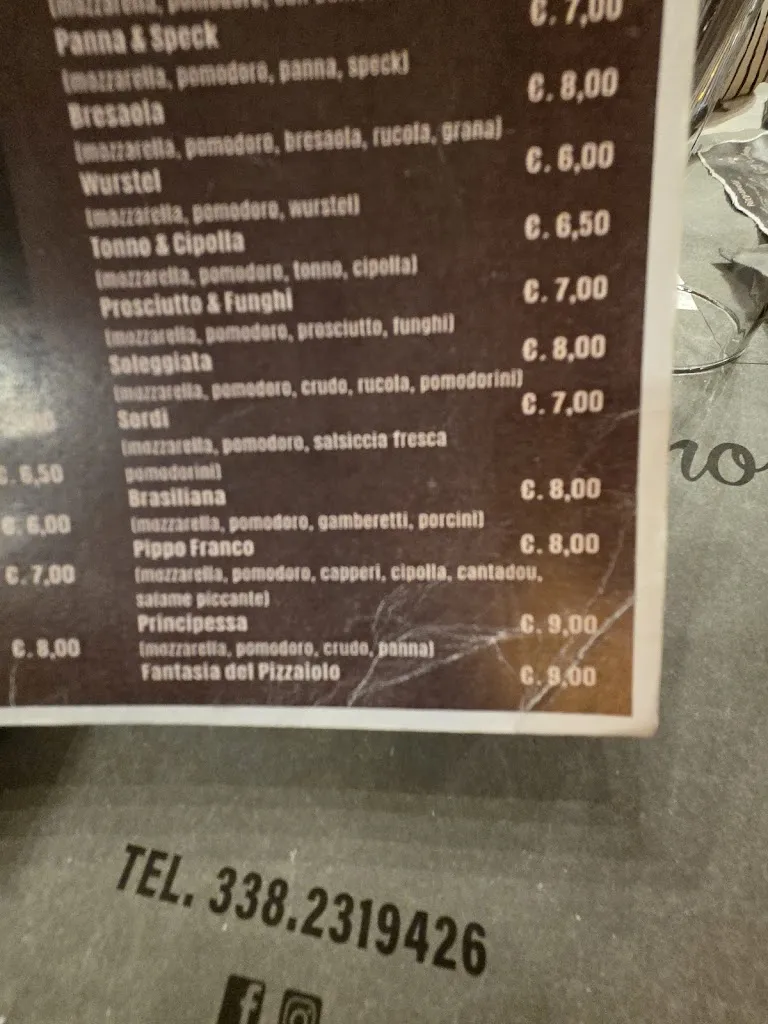 (mozzarella, pomodoro,
Panna & Speck €. 7,00
(mozzarella, pomodoro, panna, speck)
Bresaola €. 8,00
(mozzarella, pomodoro, bresaola, rucola, grana)
Wurstel €. 6,00
(mozzarella, pomodoro, wurstel)
Tonno & Cipolla €. 6,50
(mozzarella, pomodoro, tonno, cipolla)
Prosciutto & Funghi €. 7,00
(mozzarella, pomodoro, prosciutto, funghi)
Soleggiata €. 8,00
(mozzarella, pomodoro, crudo, rucola, pomodorini)
Sordi €. 7,00
(mozzarella, pomodoro, salsiccia fresca
pomodorini)
Brasiliana €. 8,00
(mozzarella, pomodoro, gamberetti, porcini)
Pippo Franco €. 8,00
(mozzarella, pomodoro, capperi, cipolla, cantadou,
salame piccante)
Principessa €. 9,00
(mozzarella, pomodoro, crudo, panna)
Fantasia del Pizzaiolo €. 9,00
€. 6,50
€. 6,00
€. 7,00
€. 8,00
no
TEL. 338.2319426